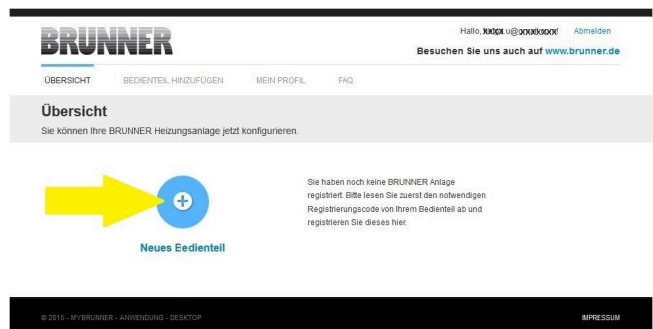 BRUNNER
Hallo, .u@ ! Abmelden
Besuchen Sie uns auch auf www.brunner.de
ÜBERSICHT BEDIENTEIL HINZUFÜGEN MEIN PROFIL FAQ
Übersicht
Sie können Ihre BRUNNER Heizungsanlage jetzt konfigurieren.
Sie haben noch keine BRUNNER Anlage
registriert. Bitte lesen Sie zuerst den notwendigen
Registrierungscode von Ihrem Bedienteil ab und
registrieren Sie dieses hier.
Neues Bedienteil
© 2015 - MYBRUNNER - ANWENDUNG - DESKTOP
IMPRESSUM